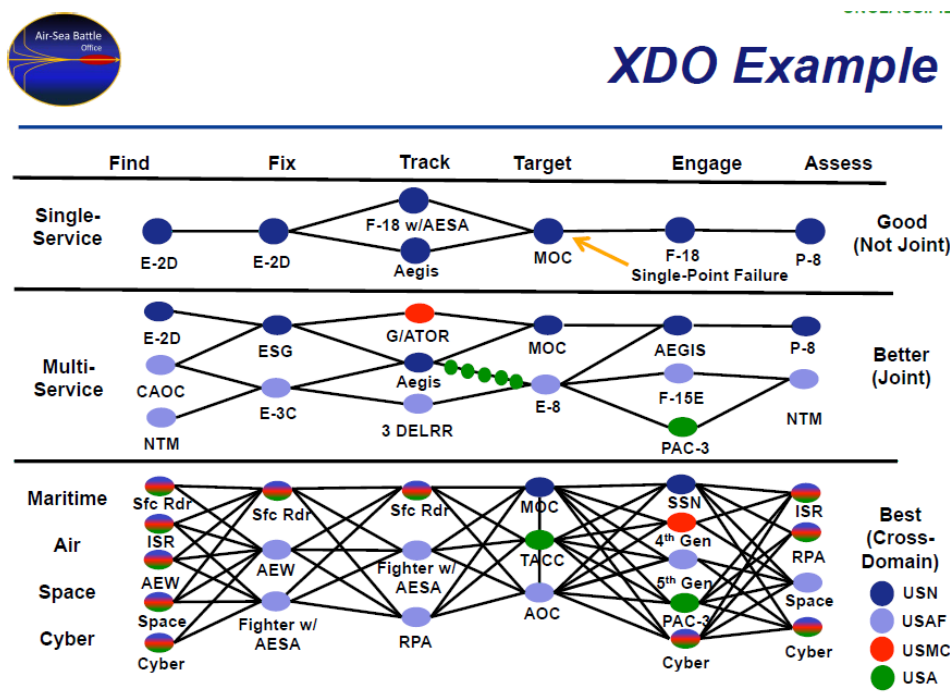 UNCLASSIFIED
Air-Sea Battle
Office
XDO Example
Find Fix Track Target Engage Assess
Single-
Service
E-2D
E-2D
F-18 w/AESA
Aegis
MOC
F-18
P-8
Single-Point Failure
Good
(Not Joint)
Multi-
Service
E-2D
CAOC
NTM
ESG
E-3C
G/ATOR
Aegis
3 DELRR
MOC
E-8
AEGIS
F-15E
PAC-3
P-8
NTM
Better
(Joint)
Maritime
Air
Space
Cyber
Sfc Rdr
ISR
AEW
Space
Cyber
Sfc Rdr
AEW
Fighter w/
AESA
Sfc Rdr
Fighter w/
AESA
RPA
MOC
TACC
AOC
SSN
4th Gen
5th Gen
PAC-3
Cyber
ISR
RPA
Space
Cyber
Best
(Cross-
Domain)
USN
USAF
USMC
USA